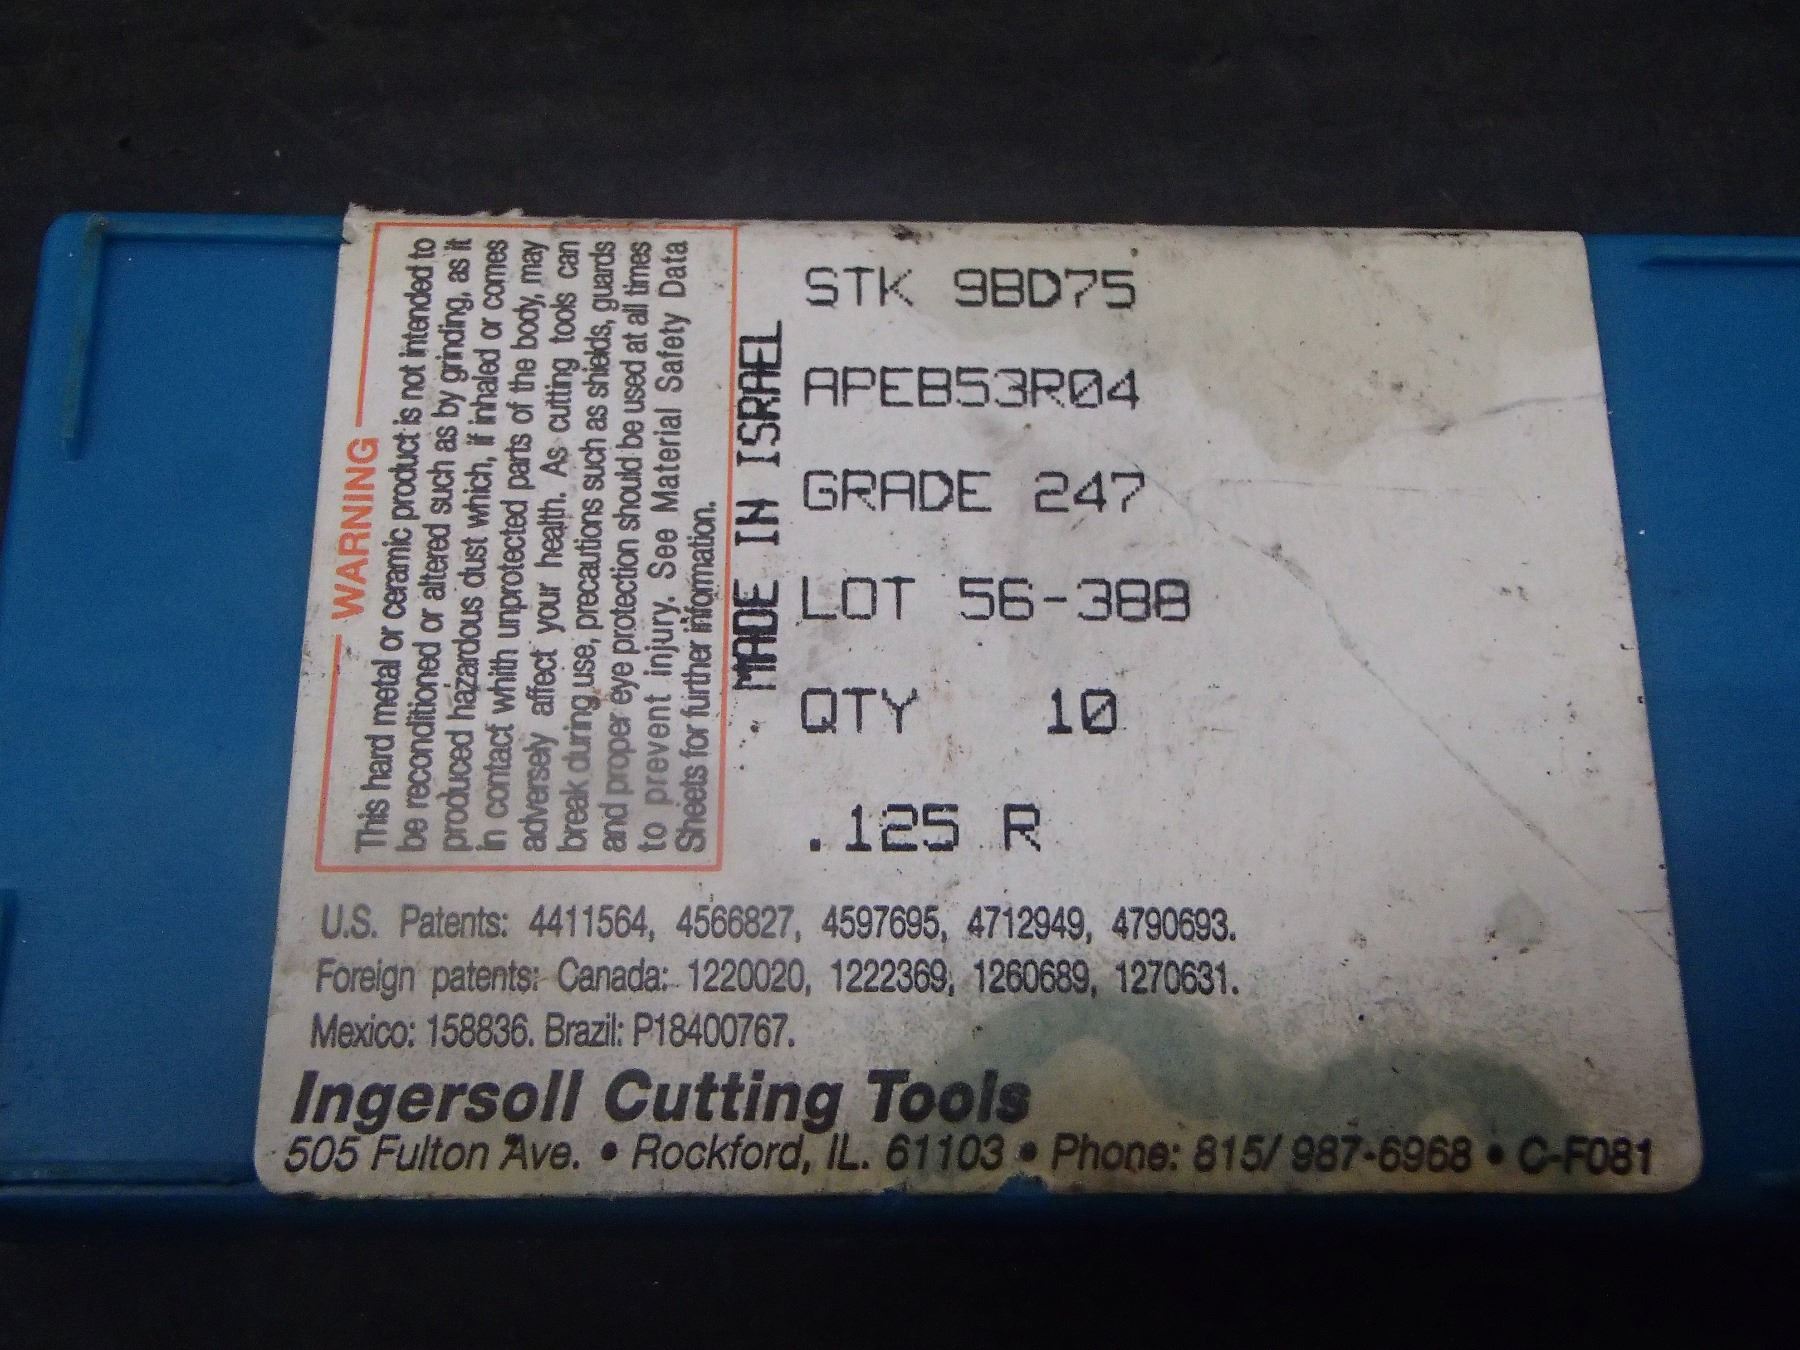 WARNING
This hard metal or ceramic product is not intended to
be reconditioned or altered such as by grinding, as it
produced hazardous dust which, if inhaled or comes
in contact whith unprotected parts of the body, may
adversely affect your health. As cutting tools can
break during use, precautions such as shields, guards
and proper eye protection should be used at all times
to prevent injury. See Material Safety Data
Sheets for further information.
MADE IN ISRAEL
STK 9BD75
APEB53R04
GRADE 247
LOT 56-388
QTY 10
.125 R
U.S. Patents: 4411564, 4566827, 4597695, 4712949, 4790693.
Foreign patents: Canada: 1220020, 1222369, 1260689, 1270631.
Mexico: 158836. Brazil: P18400767.
Ingersoll Cutting Tools
505 Fulton Ave. • Rockford, IL. 61103 • Phone: 815/ 987-6968 • C-F081